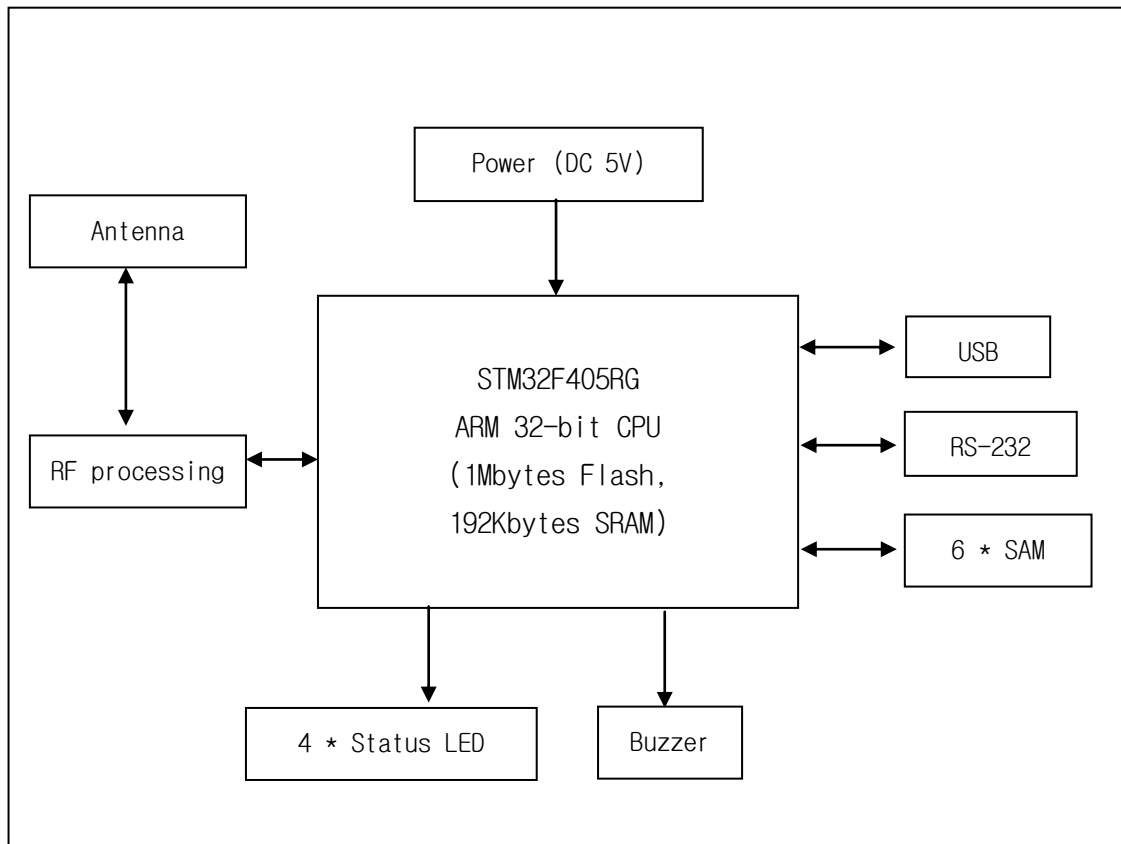 Power (DC 5V)
Antenna
STM32F405RG
ARM 32-bit CPU
(1Mbytes Flash,
192Kbytes SRAM)
USB
RS-232
6 * SAM
RF processing
4 * Status LED
Buzzer